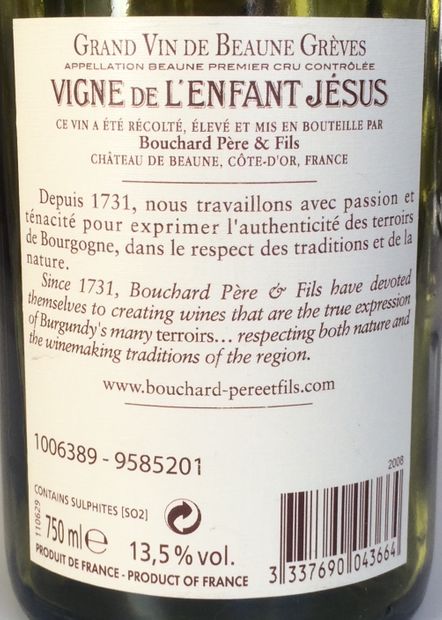 GRAND VIN DE BEAUNE GRÈVES
APPELLATION BEAUNE PREMIER CRU CONTRÔLÉE
VIGNE DE L'ENFANT JÉSUS
CE VIN A ÉTÉ RÉCOLTÉ, ÉLEVÉ ET MIS EN BOUTEILLE PAR
Bouchard Père & Fils
CHÂTEAU DE BEAUNE, CÔTE-D'OR, FRANCE
Depuis 1731, nous travaillons avec passion et
ténacité pour exprimer l'authenticité des terroirs
de Bourgogne, dans le respect des traditions et de la
nature.
Since 1731, Bouchard Père & Fils have devoted
themselves to creating wines that are the true expression
of Burgundy's many terroirs... respecting both nature and
the winemaking traditions of the region.
www.bouchard-pereetfils.com
1006389 - 9585201
2008
CONTAINS SULPHITES [SO2]
110629
750 ml e
13,5% vol.
PRODUIT DE FRANCE - PRODUCT OF FRANCE
3 337690 043664